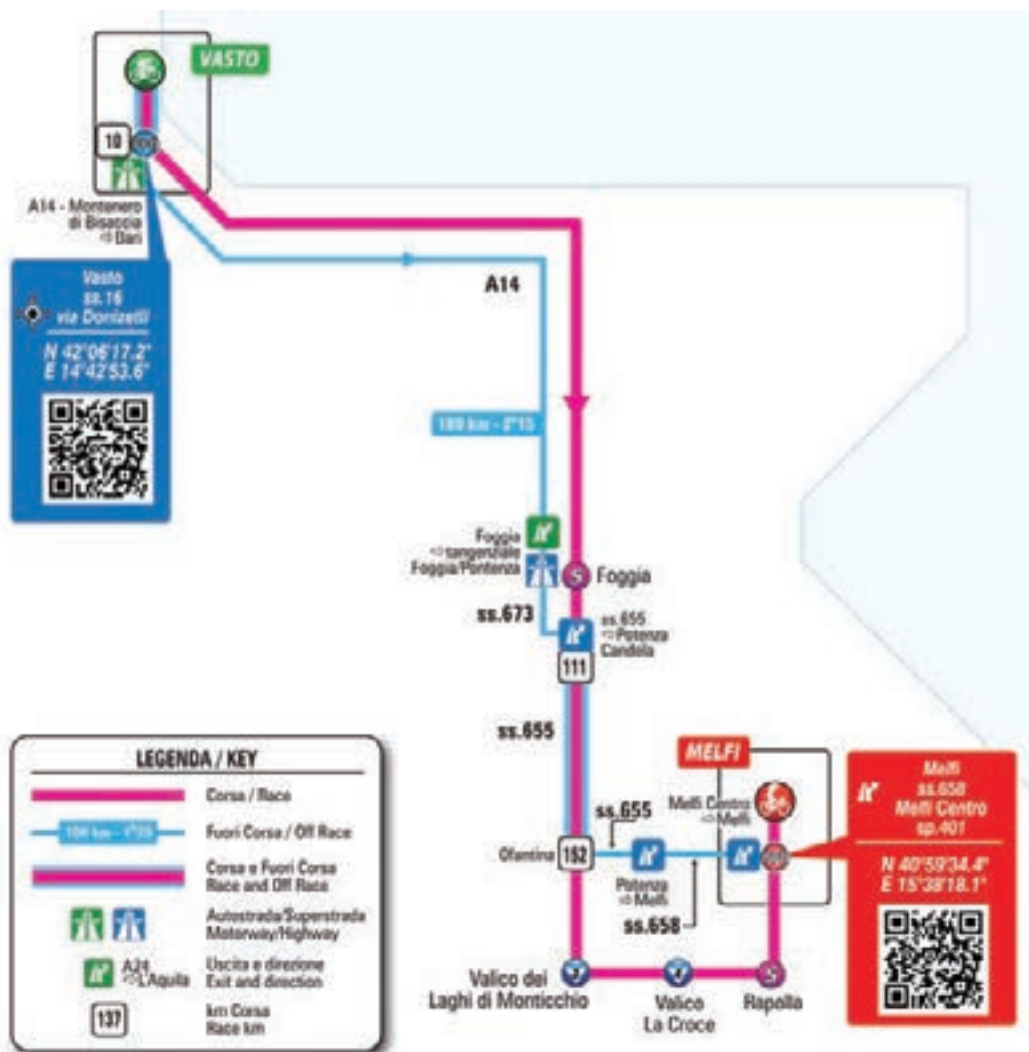 VASTO
10
A14 - Montenero
di Bisaccia
⇨ Bari
Vasto
ss.16
via Donizetti
N 42°06'17.2"
E 14°42'53.6"
A14
189 km - 2h15
Foggia
⇨ tangenziale
Foggia/Pontenza
S
Foggia
ss.673
ss.655
⇨ Potenza
Candela
111
ss.655
MELFI
Melfi Centro
⇨ Melfi
ss.655
Ofantina
152
Potenza
⇨ Melfi
ss.658
Melfi
ss.658
Melfi Centro
sp.401
N 40°59'34.4"
E 15°38'18.1"
Valico dei
Laghi di Monticchio
Valico
La Croce
S
Rapolla
LEGENDA / KEY
Corsa / Race
Fuori Corsa / Off Race
Corsa e Fuori Corsa
Race and Off Race
Autostrada/Superstrada
Motorway/Highway
A24
⇨ L'Aquila
Uscita e direzione
Exit and direction
137
km Corsa
Race km